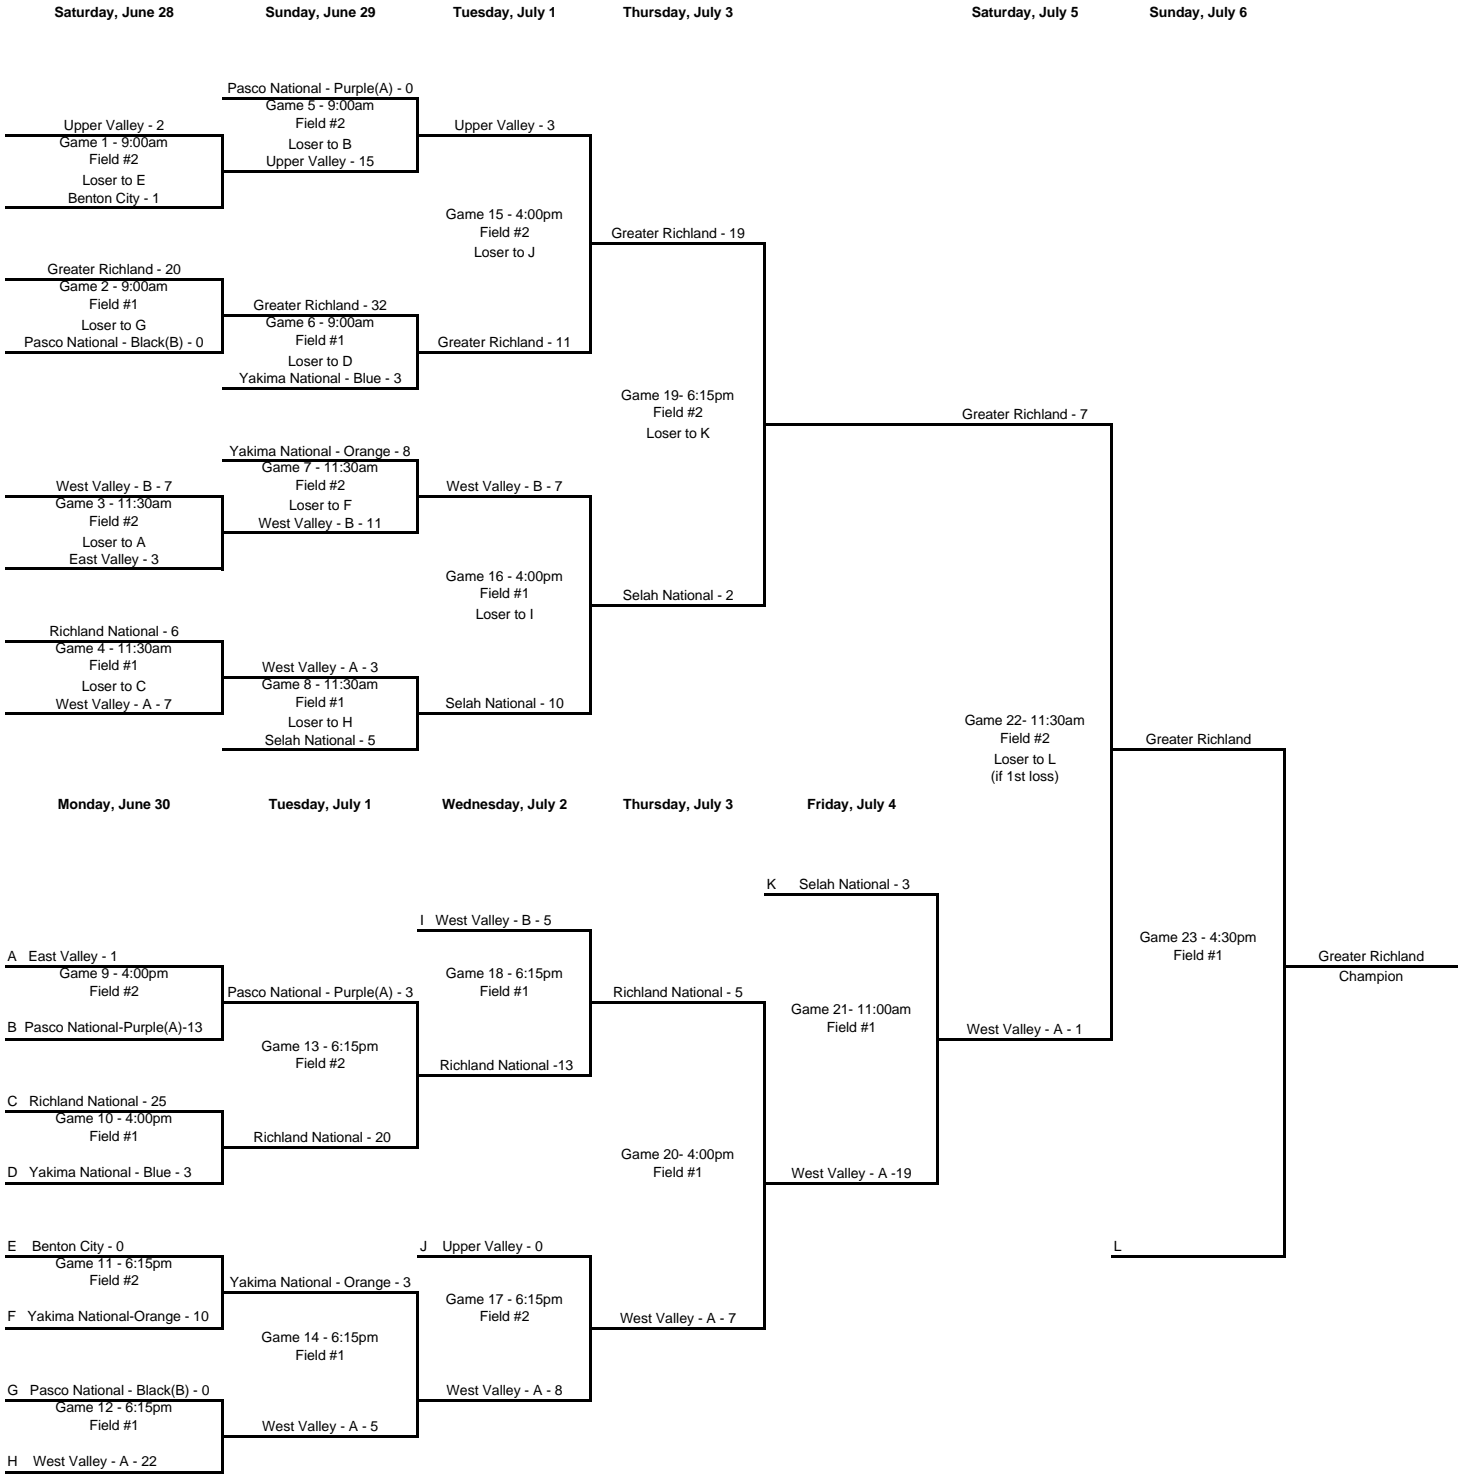 Saturday, June 28 Sunday, June 29 Tuesday, July 1 Thursday, July 3 Saturday, July 5 Sunday, July 6
Pasco National - Purple(A) - 0
Game 5 - 9:00am
Field #2
Loser to B
Upper Valley - 15
Upper Valley - 2
Game 1 - 9:00am
Field #2
Loser to E
Benton City - 1
Upper Valley - 3
Game 15 - 4:00pm
Field #2
Loser to J
Greater Richland - 11
Greater Richland - 19
Greater Richland - 20
Game 2 - 9:00am
Field #1
Loser to G
Pasco National - Black(B) - 0
Greater Richland - 32
Game 6 - 9:00am
Field #1
Loser to D
Yakima National - Blue - 3
Game 19- 6:15pm
Field #2
Loser to K
Greater Richland - 7
Yakima National - Orange - 8
Game 7 - 11:30am
Field #2
Loser to F
West Valley - B - 11
West Valley - B - 7
Game 3 - 11:30am
Field #2
Loser to A
East Valley - 3
West Valley - B - 7
Game 16 - 4:00pm
Field #1
Loser to I
Selah National - 10
Selah National - 2
Richland National - 6
Game 4 - 11:30am
Field #1
Loser to C
West Valley - A - 7
West Valley - A - 3
Game 8 - 11:30am
Field #1
Loser to H
Selah National - 5
Game 22- 11:30am
Field #2
Loser to L
(if 1st loss)
Greater Richland
Monday, June 30 Tuesday, July 1 Wednesday, July 2 Thursday, July 3 Friday, July 4
K Selah National - 3
I West Valley - B - 5
Game 18 - 6:15pm
Field #1
Richland National -13
A East Valley - 1
Game 9 - 4:00pm
Field #2
B Pasco National-Purple(A)-13
Pasco National - Purple(A) - 3
Game 13 - 6:15pm
Field #2
Richland National - 20
Richland National - 5
Game 21- 11:00am
Field #1
West Valley - A - 1
Game 23 - 4:30pm
Field #1
Greater Richland
Champion
C Richland National - 25
Game 10 - 4:00pm
Field #1
D Yakima National - Blue - 3
Game 20- 4:00pm
Field #1
West Valley - A -19
E Benton City - 0
Game 11 - 6:15pm
Field #2
F Yakima National-Orange - 10
Yakima National - Orange - 3
Game 14 - 6:15pm
Field #1
West Valley - A - 5
J Upper Valley - 0
Game 17 - 6:15pm
Field #2
West Valley - A - 8
West Valley - A - 7
L
G Pasco National - Black(B) - 0
Game 12 - 6:15pm
Field #1
H West Valley - A - 22